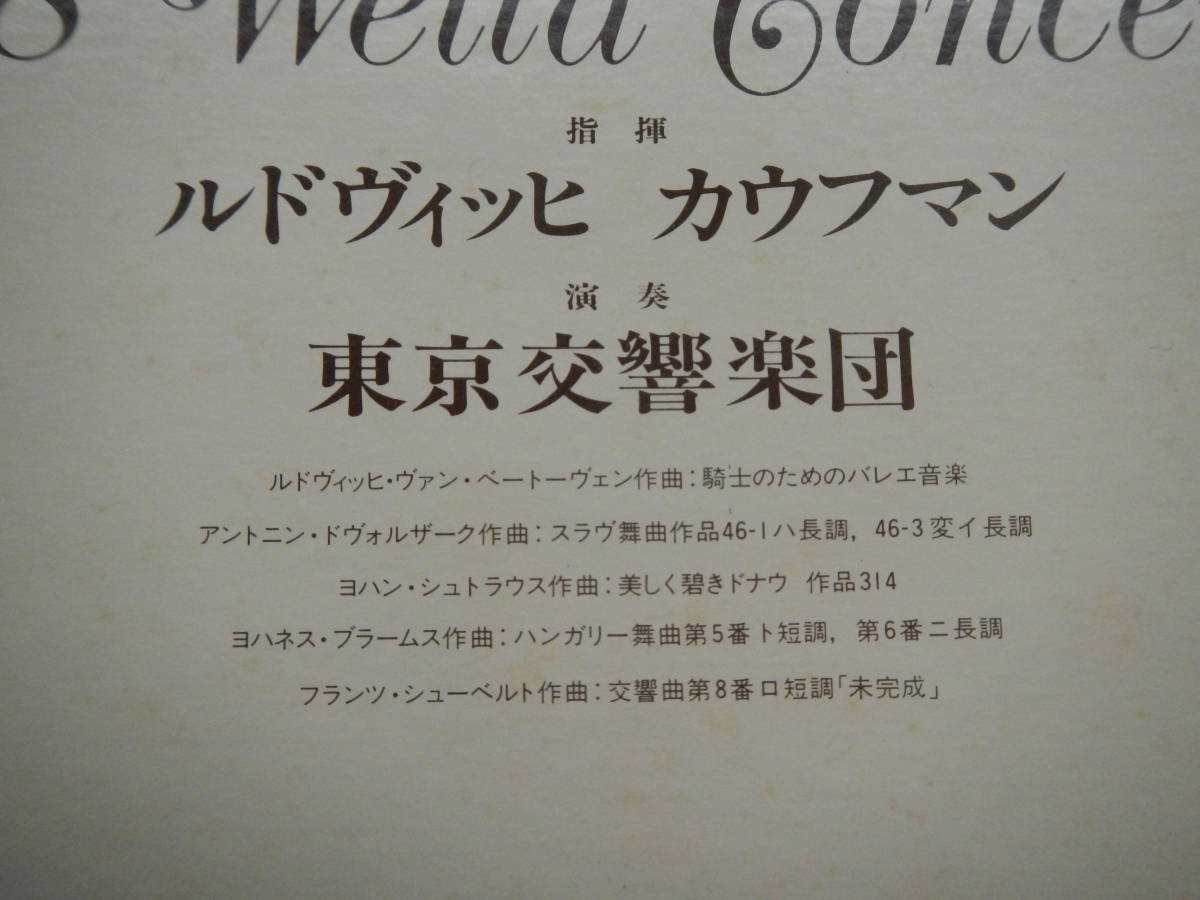 8 Wella Conce
指揮
ルドヴィッヒ カウフマン
演奏
東京交響楽団
ルドヴィッヒ・ヴァン・ベートーヴェン作曲:騎士のためのバレエ音楽
アントニン・ドヴォルザーク作曲:スラヴ舞曲作品46-1ハ長調, 46-3変イ長調
ヨハン・シュトラウス作曲:美しく碧きドナウ 作品314
ヨハネス・ブラームス作曲:ハンガリー舞曲第5番ト短調, 第6番ニ長調
フランツ・シューベルト作曲:交響曲第8番ロ短調「未完成」